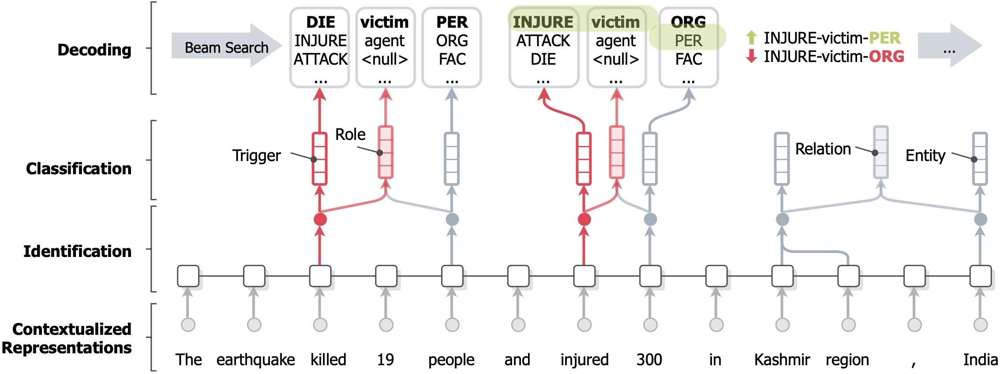 Decoding
Beam Search
DIE
INJURE
ATTACK
...
victim
agent
<null>
...
PER
ORG
FAC
...
INJURE
ATTACK
DIE
...
victim
agent
<null>
...
ORG
PER
FAC
...
INJURE-victim-PER
INJURE-victim-ORG
...
Classification
Trigger
Role
Relation
Entity
Identification
Contextualized
Representations
The earthquake killed 19 people and injured 300 in Kashmir region , India